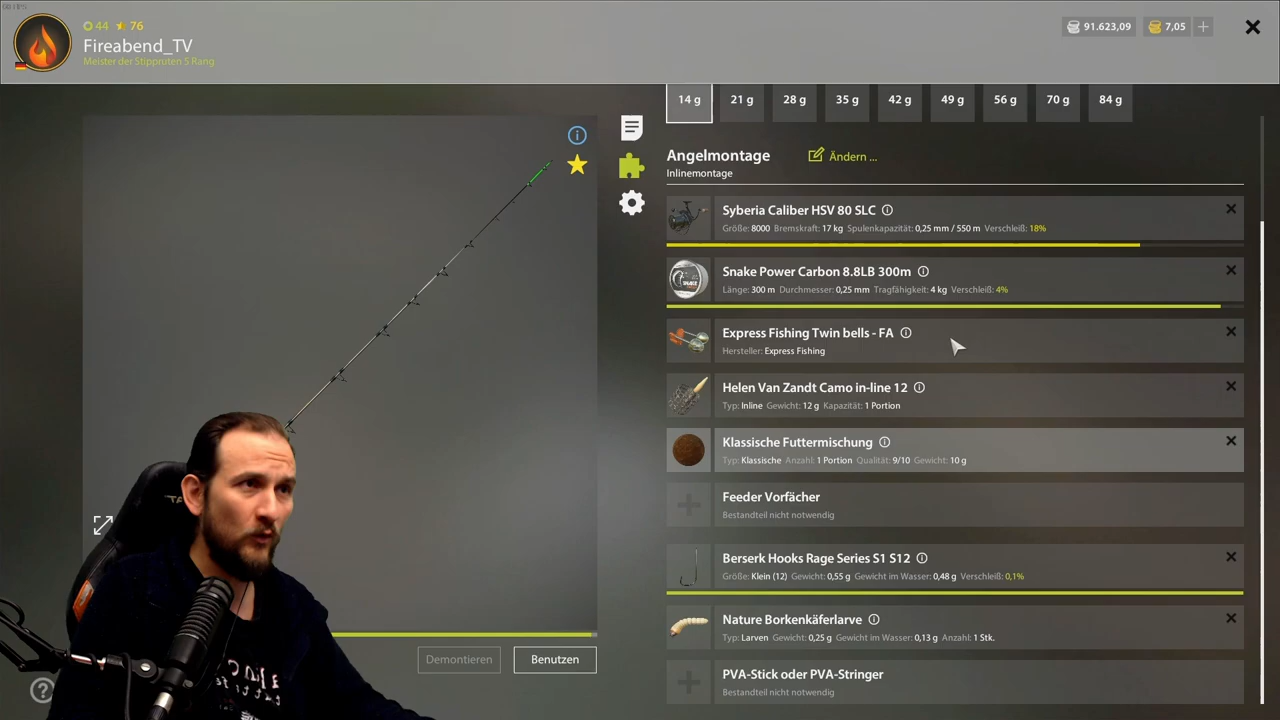 44 76
Fireabend_TV
Meister der Stipprouten S Rang
91.623,09 7,05
14 g 21 g 28 g 35 g 42 g 49 g 56 g 70 g 84 g
Angelmontage Ändern ...
Inlinemontage
Syberia Caliber HSV 80 SLC
Größe: 8000 Bremskraft: 17 kg Spulenkapazität: 0,25 mm / 550 m Verschleiß: 18%
Snake Power Carbon 8.8LB 300m
Länge: 300 m Durchmesser: 0,25 mm Tragfähigkeit: 4 kg Verschleiß: 4%
Express Fishing Twin bells - FA
Hersteller: Express Fishing
Helen Van Zandt Camo in-line 12
Typ: Inline Gewicht: 12 g Kapazität: 1 Portion
Klassische Futtermischung
Typ: Klassische Anzahl: 1 Portion Qualität: 9/10 Gewicht: 10 g
Feeder Vorfächer
Bestandteil nicht notwendig
Berserk Hooks Rage Series S1 S12
Größe: Klein (12) Gewicht: 0,55 g Gewicht im Wasser: 0,48 g Verschleiß: 0,1%
Nature Borkenkäferlarve
Typ: Larven Gewicht: 0,25 g Gewicht im Wasser: 0,13 g Anzahl: 1 Stk.
PVA-Stick oder PVA-Stringer
Bestandteil nicht notwendig
Demontieren Benutzen